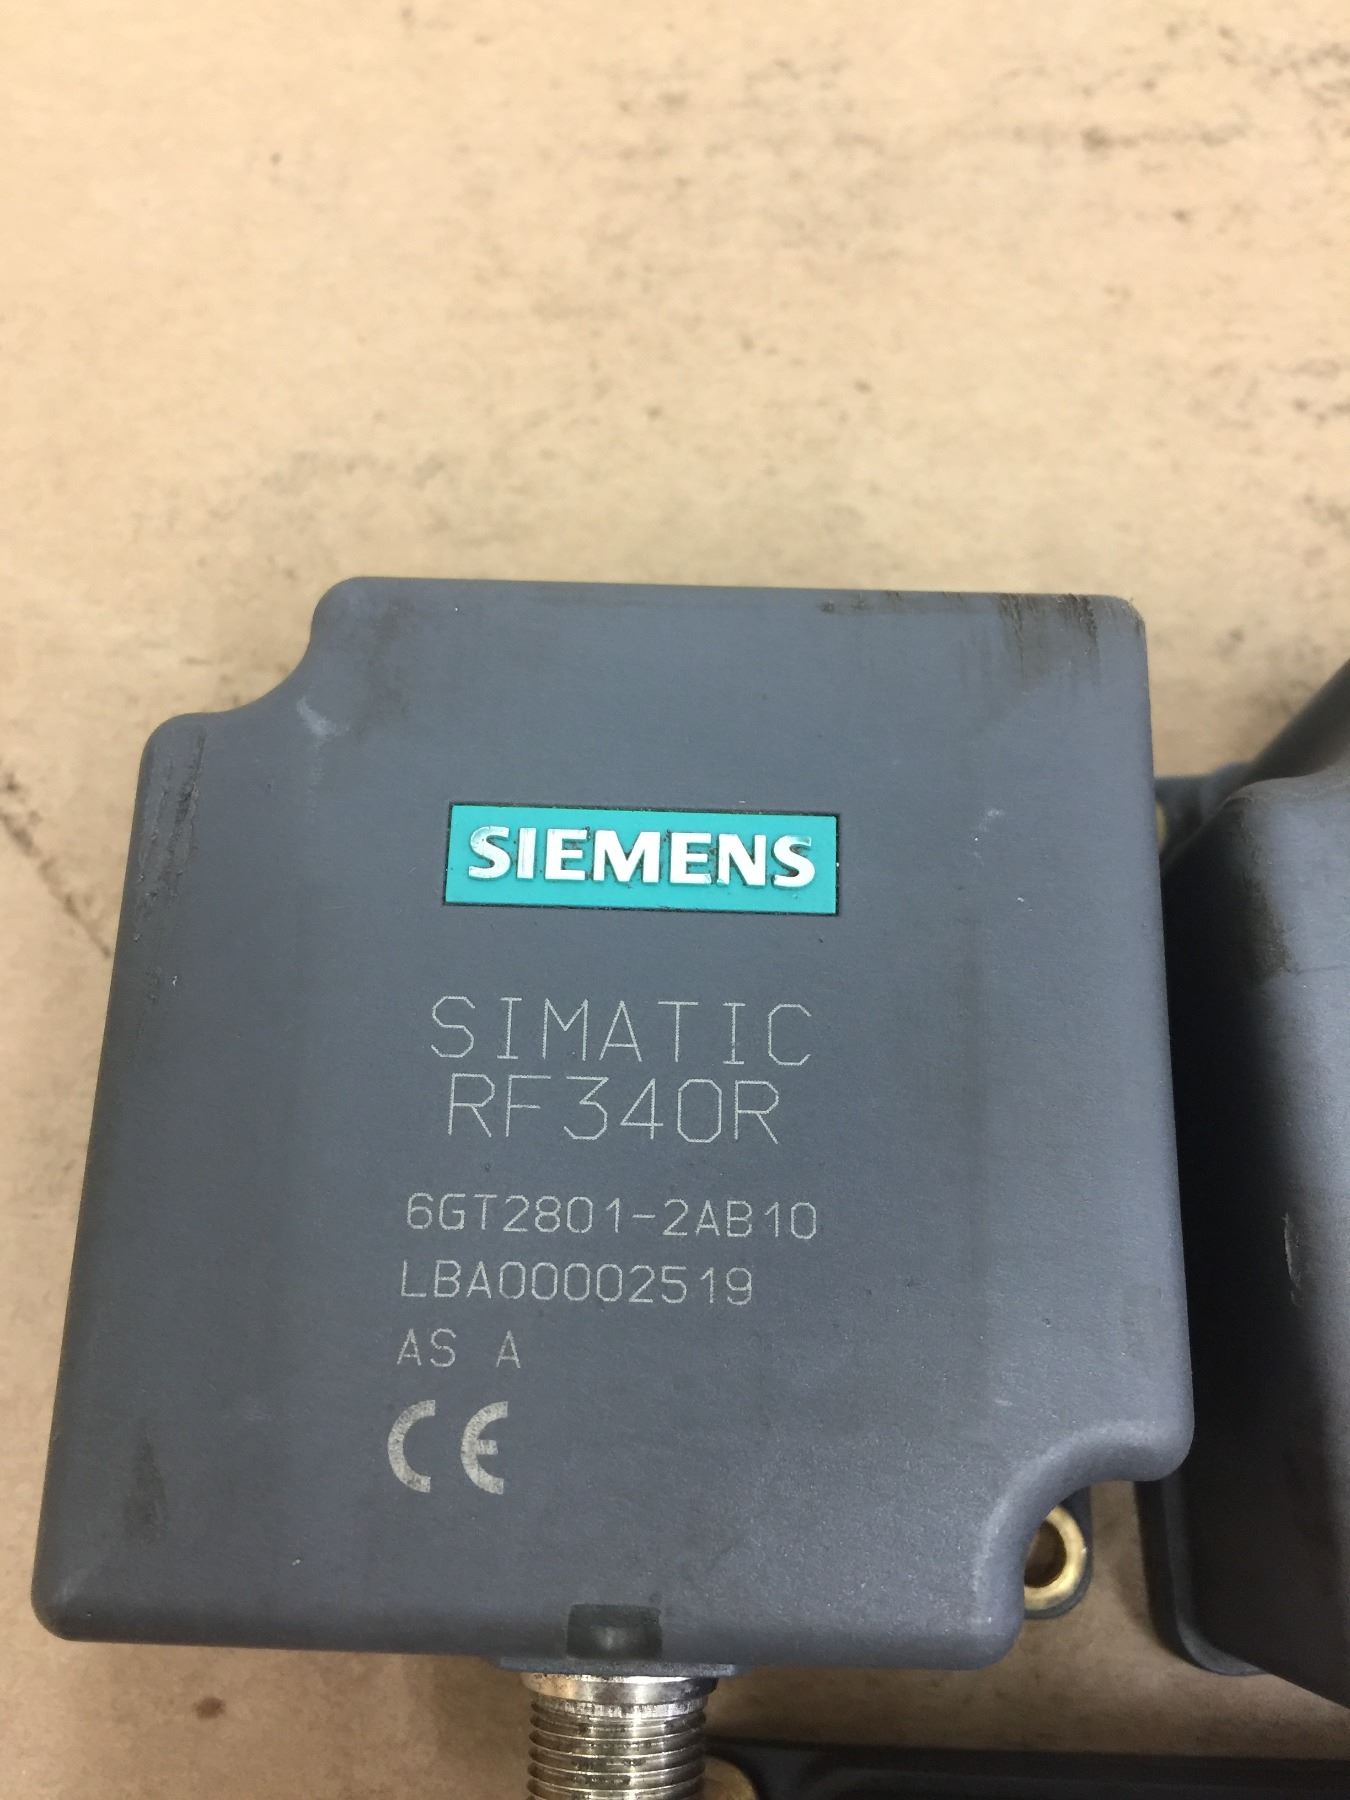 SIEMENS
SIMATIC
RF340R
6GT2801-2AB10
LBA00002519
AS A
CE